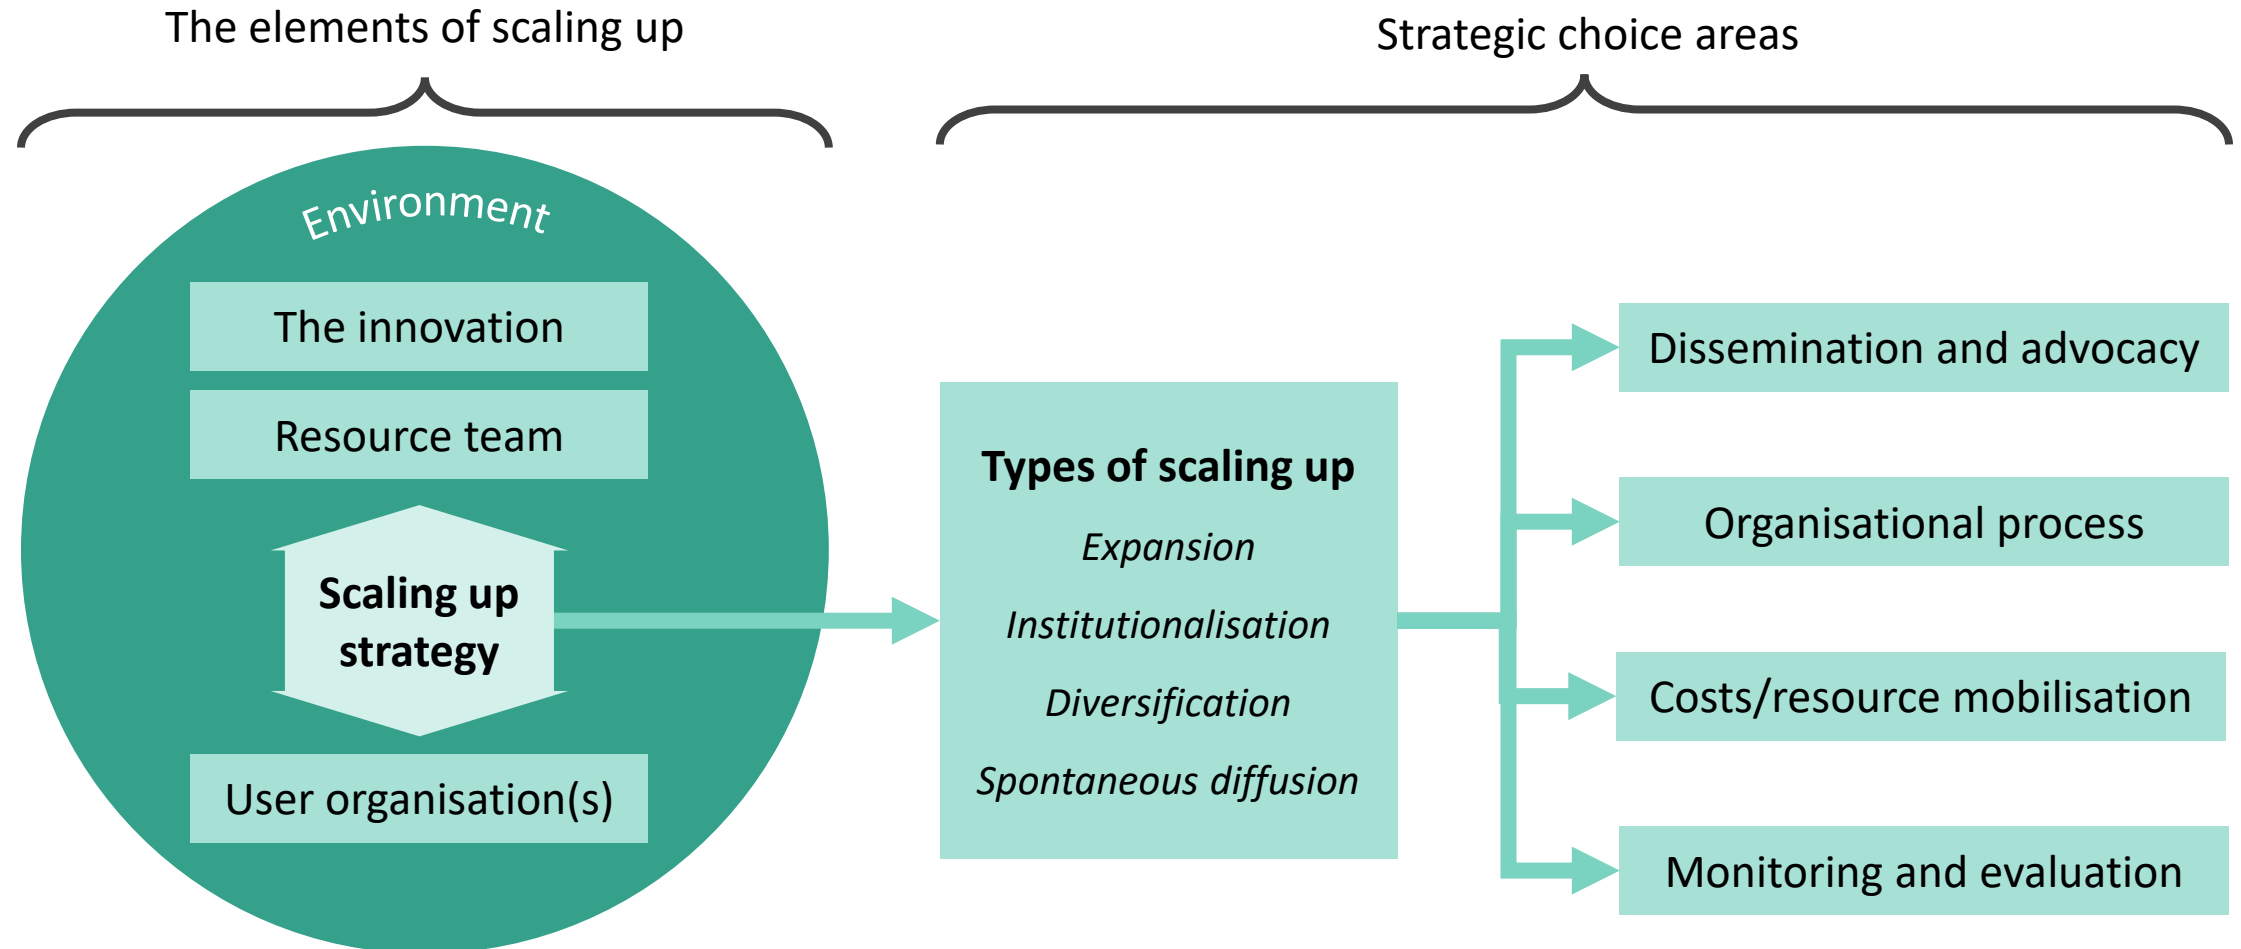 The elements of scaling up
Strategic choice areas
Environment
The innovation
Resource team
Scaling up
strategy
User organisation(s)
Types of scaling up
Expansion
Institutionalisation
Diversification
Spontaneous diffusion
Dissemination and advocacy
Organisational process
Costs/resource mobilisation
Monitoring and evaluation